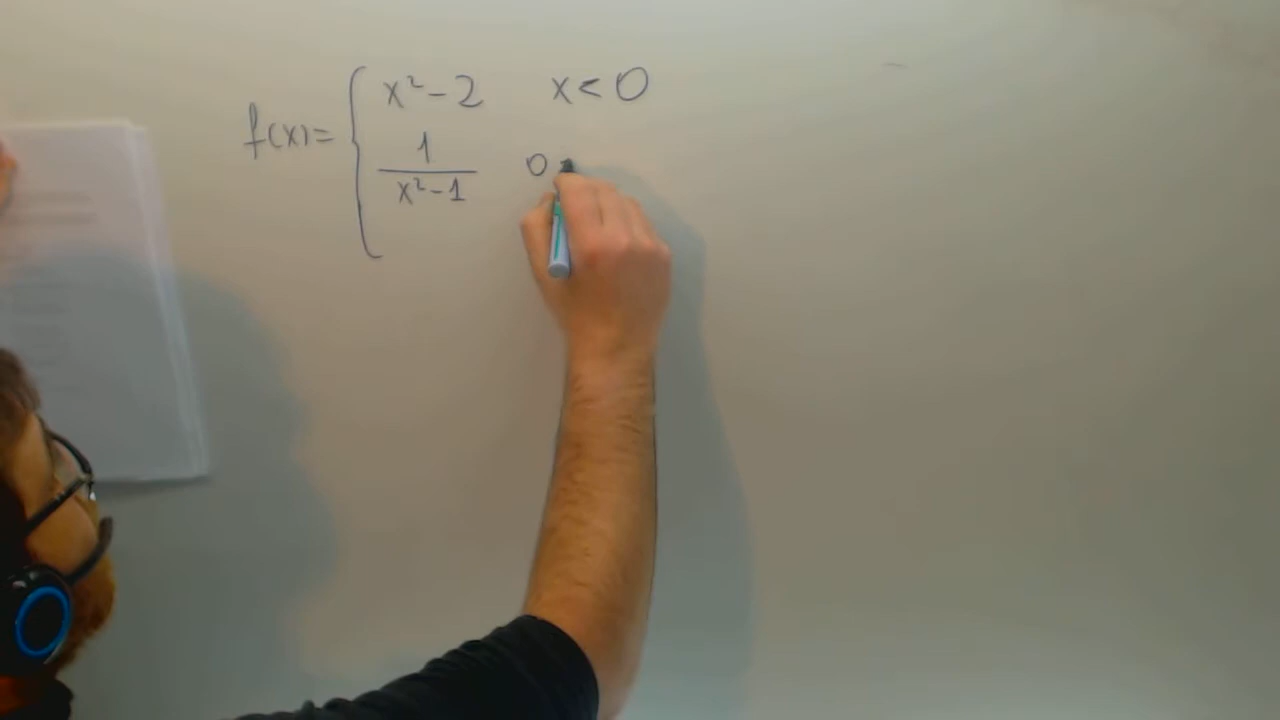 f(x)= { x²-2 x<0
1/(x²-1) 0